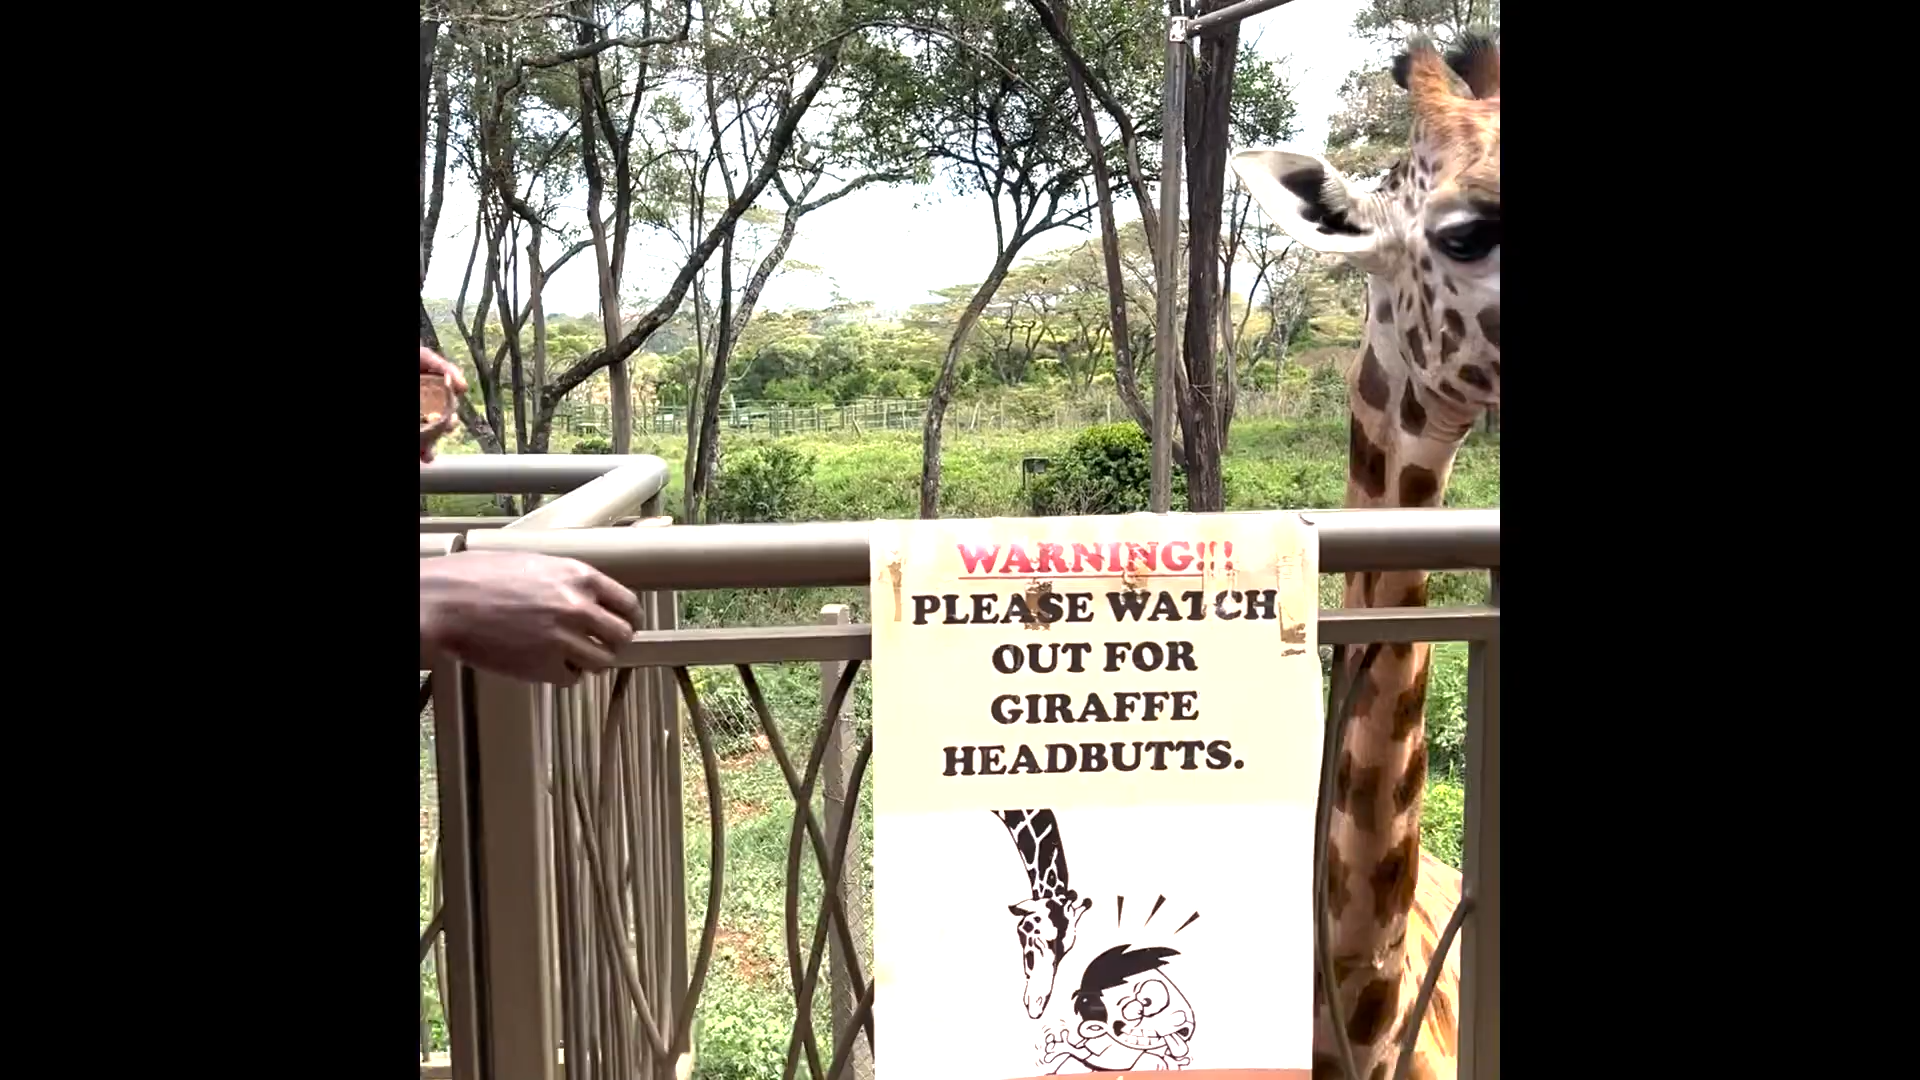 WARNING!!!
PLEASE WATCH
OUT FOR
GIRAFFE
HEADBUTTS.